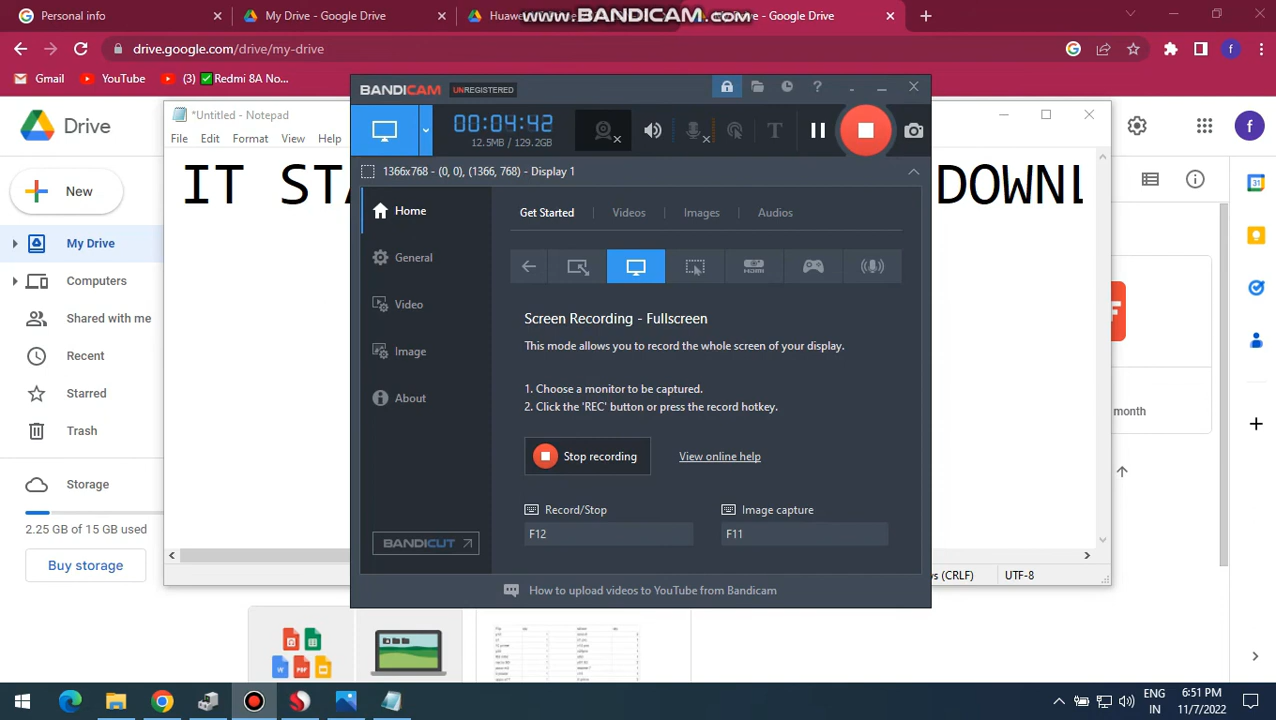 Personal info
My Drive - Google Drive
Huawe
www.BANDICAM.com
- Google Drive
drive.google.com/drive/my-drive
Gmail
YouTube
(3) ✅Redmi 8A No...
f
Drive
*Untitled - Notepad
File Edit Format View Help
BANDICAM UNREGISTERED
00:04:42
12.5MB / 129.2GB
1366x768 - (0, 0), (1366, 768) - Display 1
IT STA
DOWNL
f
New
My Drive
Computers
Shared with me
Recent
Starred
Trash
Storage
2.25 GB of 15 GB used
Buy storage
Home
General
Video
Image
About
BANDICUT
Get Started
Videos
Images
Audios
HDMI
Screen Recording - Fullscreen
This mode allows you to record the whole screen of your display.
1. Choose a monitor to be captured.
2. Click the 'REC' button or press the record hotkey.
Stop recording
View online help
Record/Stop
Image capture
F12
F11
How to upload videos to YouTube from Bandicam
month
s (CRLF)
UTF-8
31
PDF
ENG
IN
6:51 PM
11/7/2022